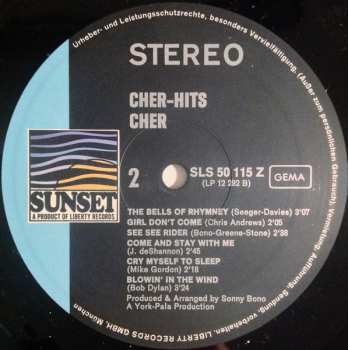 Urheber- und Leistungsschutzrechte, besonders Vervielfältigung,
(Außer zum persönlichen Gebrauch) Vermietung, Aufführung, Sendung, vorbehalten. LIBERTY RECORDS GMBH, München
STEREO
CHER-HITS
CHER
2
SLS 50 115 Z
(LP 12 292 B)
GEMA
SUNSET
A PRODUCT OF LIBERTY RECORDS
THE BELLS OF RHYMNEY (Seeger-Davies) 3'07
GIRL DON'T COME (Chris Andrews) 2'05
SEE SEE RIDER (Bono-Greene-Stone) 2'38
COME AND STAY WITH ME
(J. deShannon) 2'45
CRY MYSELF TO SLEEP
(Mike Gordon) 2'18
BLOWIN' IN THE WIND
(Bob Dylan) 3'24
Produced & Arranged by Sonny Bono
A York-Pala Production